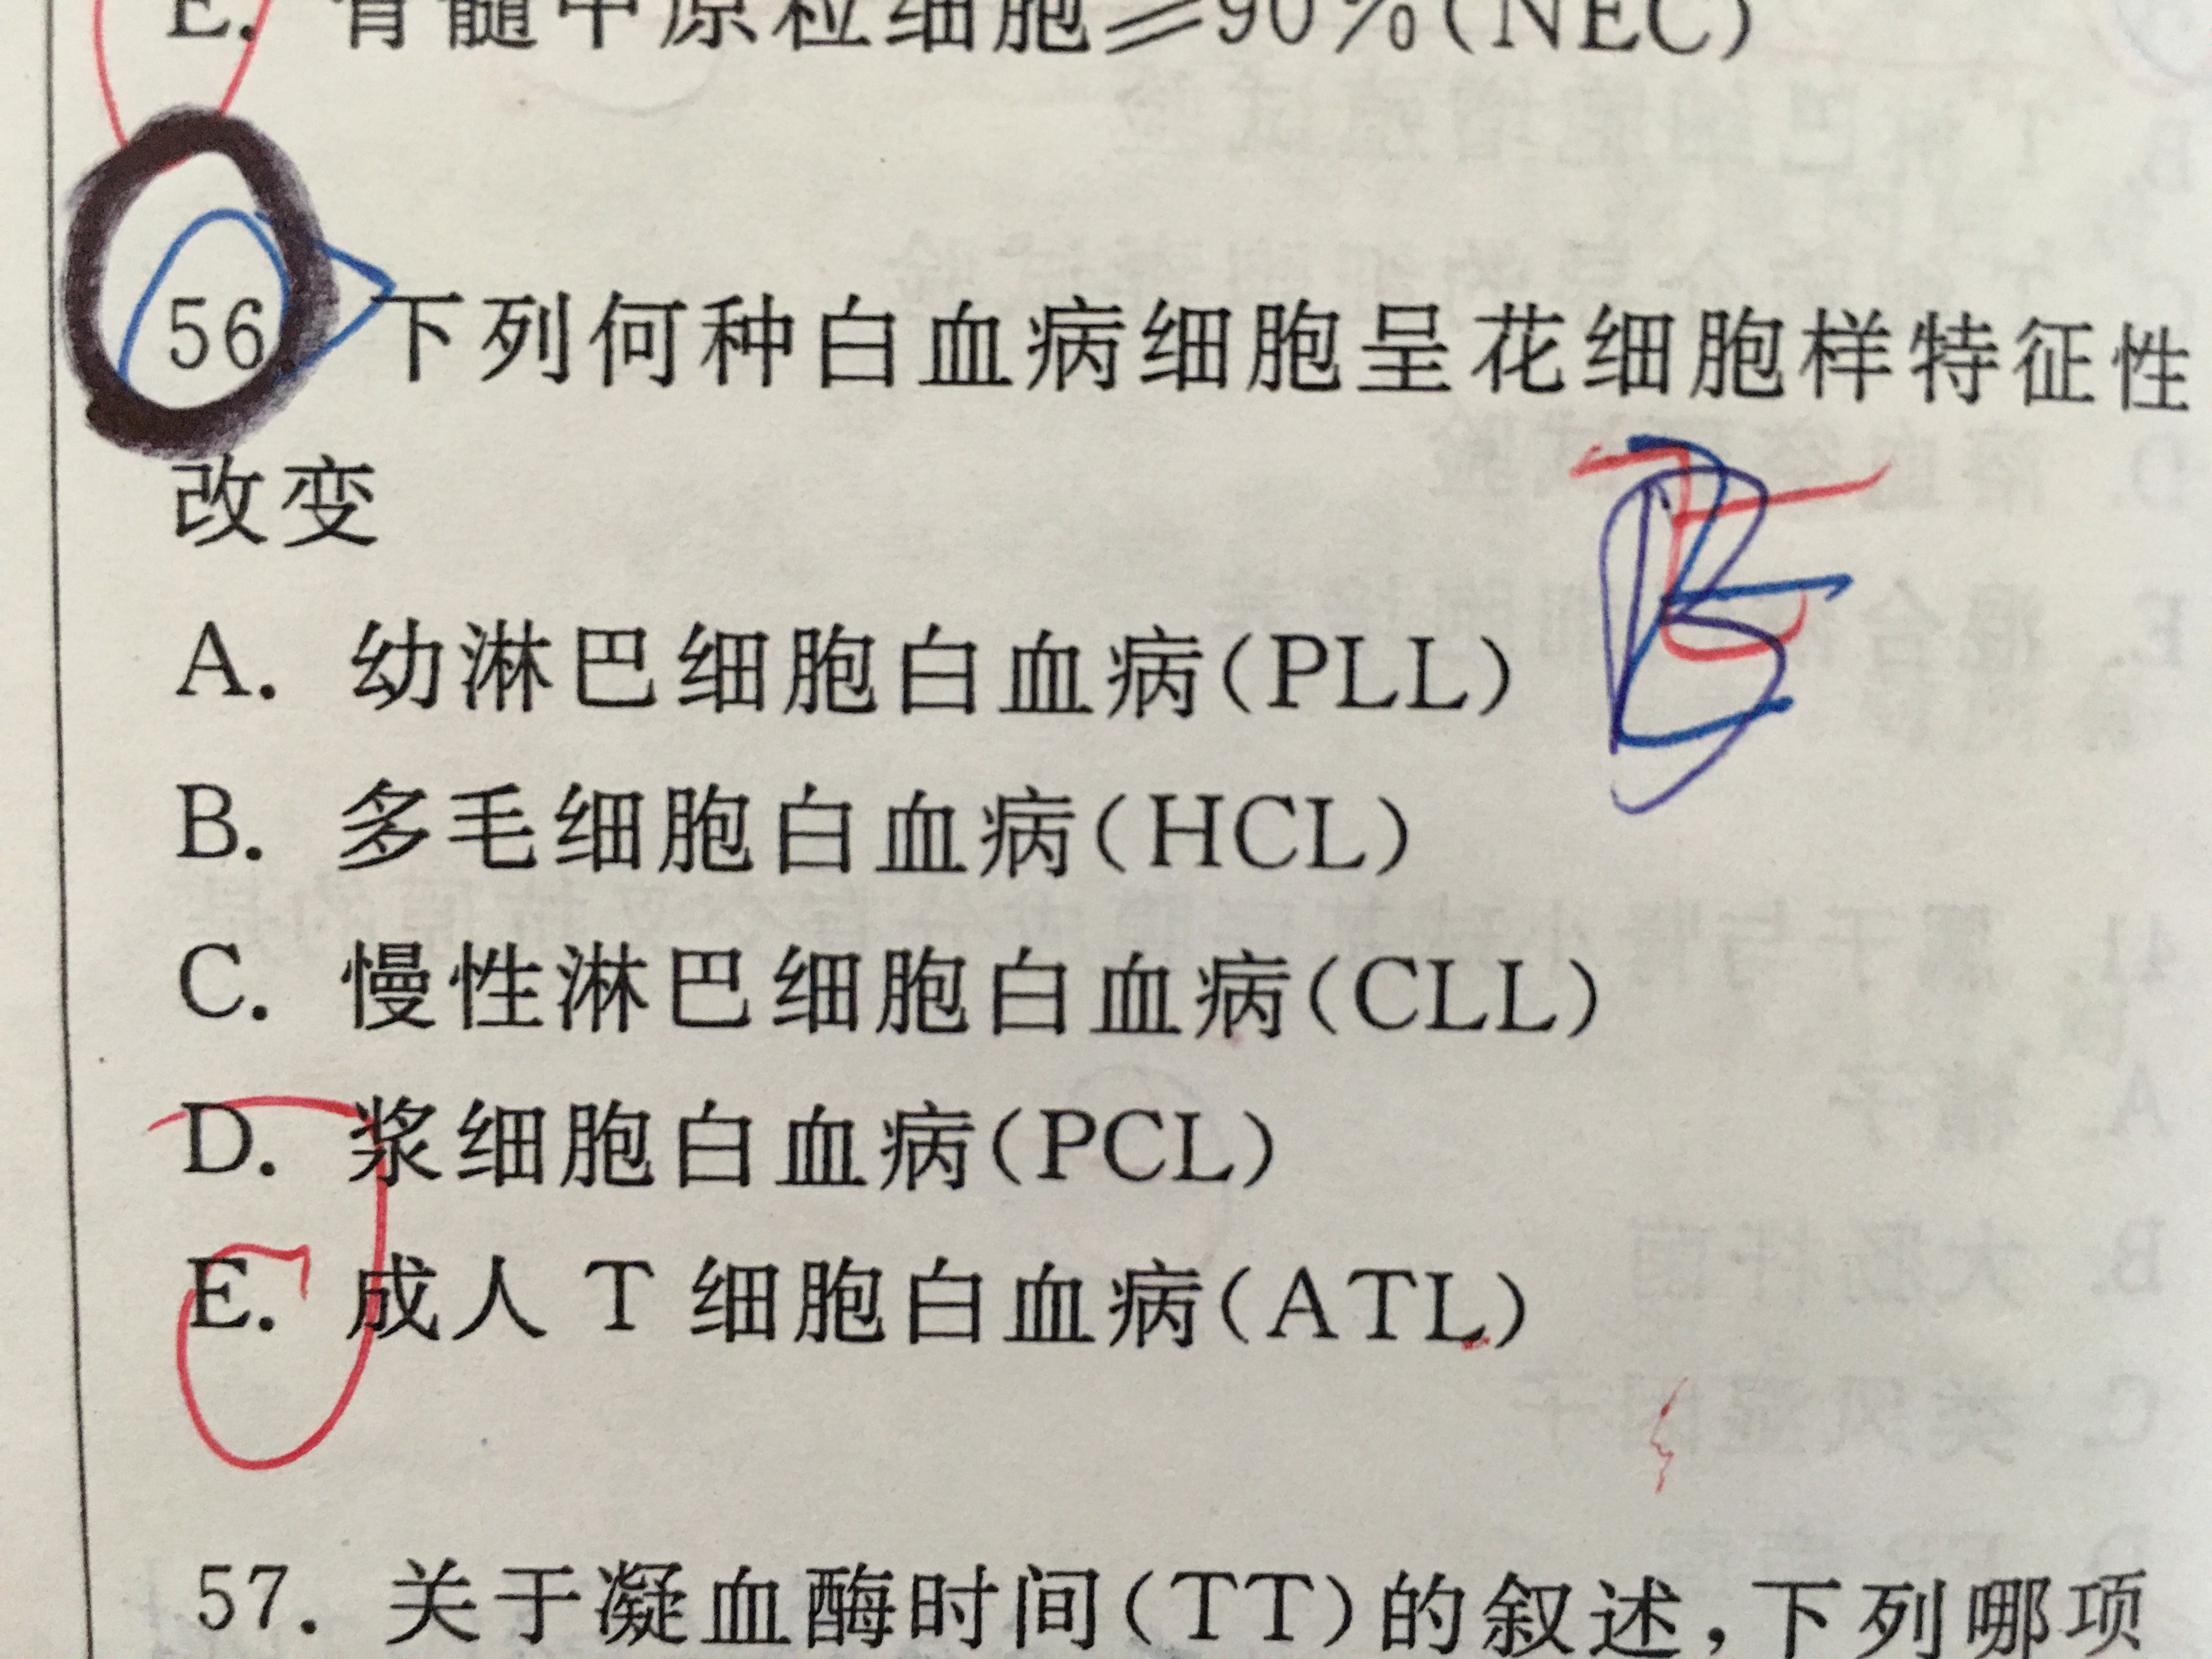 E. 骨髓中原粒细胞≥90%(NEC)
56 下列何种白血病细胞呈花细胞样特征性
改变
A. 幼淋巴细胞白血病(PLL)
B. 多毛细胞白血病(HCL)
C. 慢性淋巴细胞白血病(CLL)
D. 浆细胞白血病(PCL)
E. 成人T细胞白血病(ATL)
57. 关于凝血酶时间(TT)的叙述,下列哪项